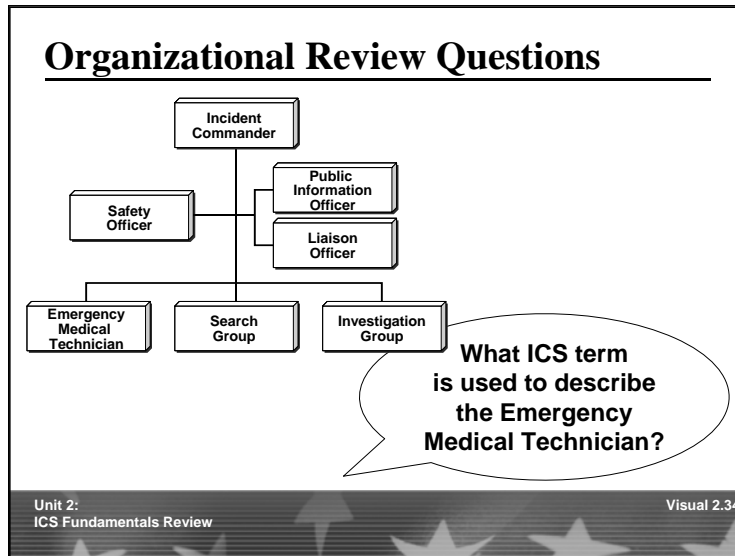 Organizational Review Questions
Incident
Commander
Public
Information
Officer
Safety
Officer
Liaison
Officer
Emergency
Medical
Technician
Search
Group
Investigation
Group
What ICS term
is used to describe
the Emergency
Medical Technician?
Unit 2:
ICS Fundamentals Review
Visual 2.34